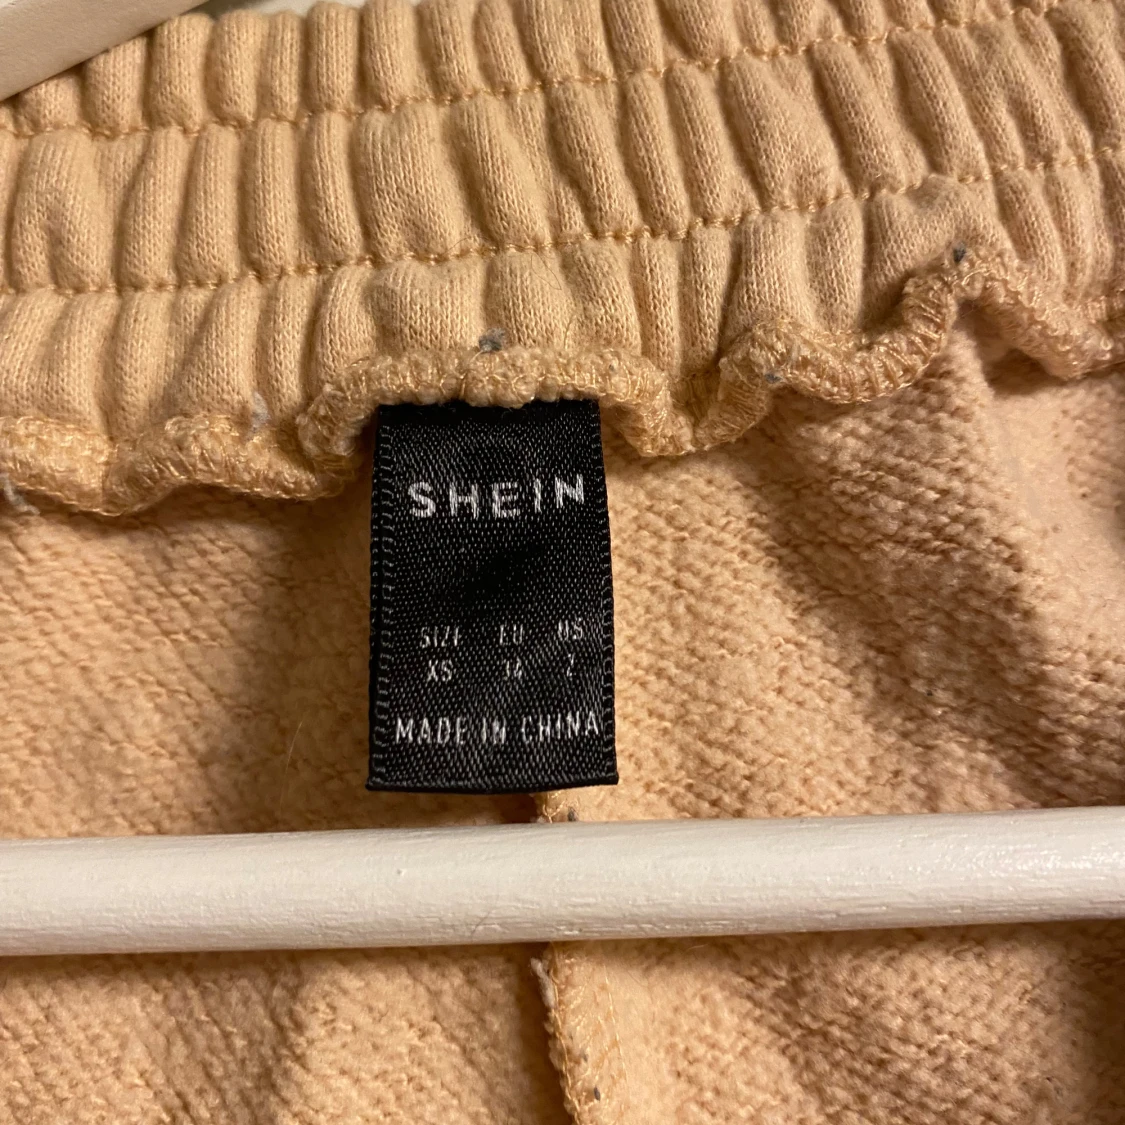 SHEIN
SIZE EU US
XS 34 2
MADE IN CHINA